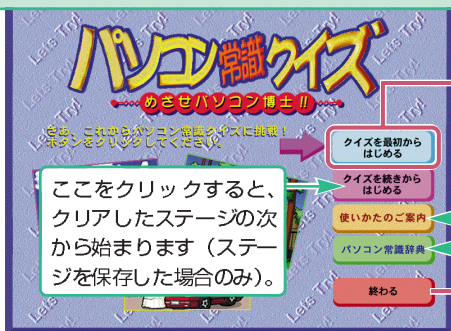 パソコン常識クイズ
めざせパソコン博士!!
さあ、これからパソコン常識クイズに挑戦!
ボタンをクリックしてください。
クイズを最初から
はじめる
クイズを続きから
はじめる
ここをクリックすると、
クリアしたステージの次
から始まります（ステー
ジを保存した場合のみ）。
使いかたのご案内
パソコン常識辞典
終わる
Lets Try!